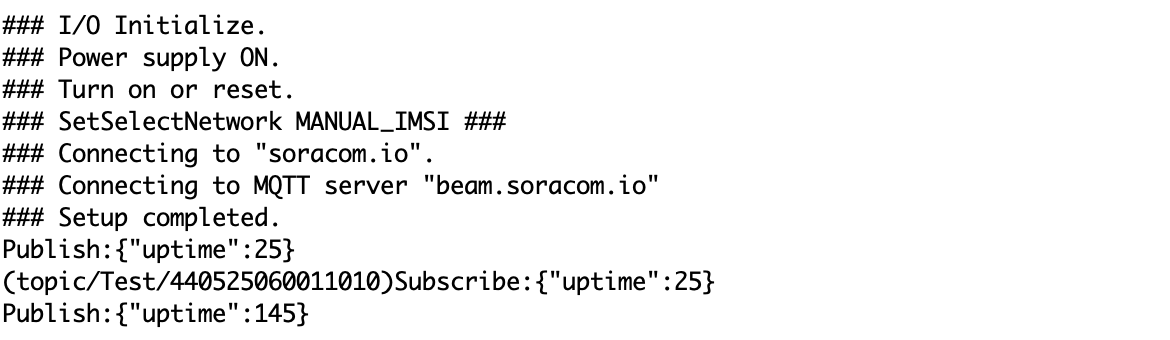 ### I/O Initialize.
### Power supply ON.
### Turn on or reset.
### SetSelectNetwork MANUAL_IMSI ###
### Connecting to "soracom.io".
### Connecting to MQTT server "beam.soracom.io"
### Setup completed.
Publish:{"uptime":25}
(topic/Test/440525060011010)Subscribe:{"uptime":25}
Publish:{"uptime":145}